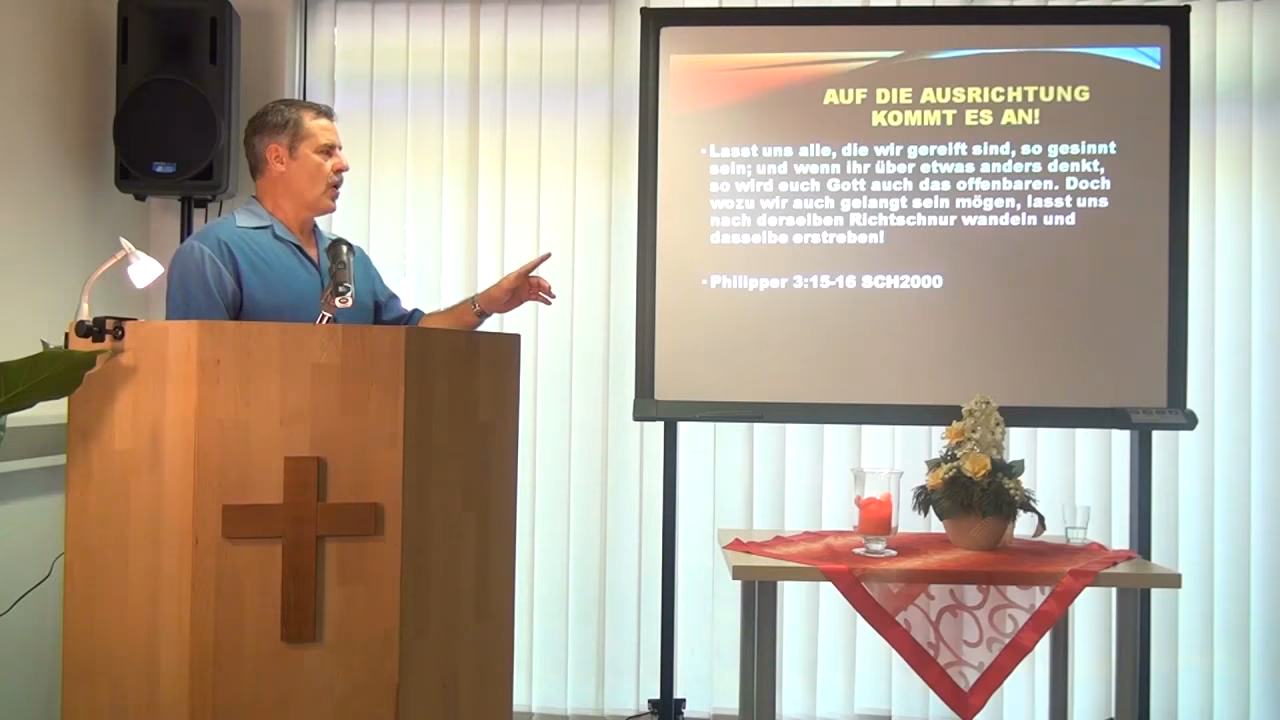 AUF DIE AUSRICHTUNG
KOMMT ES AN!
• Lasst uns alle, die wir gereift sind, so gesinnt
sein; und wenn ihr über etwas anders denkt,
so wird euch Gott auch das offenbaren. Doch
wozu wir auch gelangt sein mögen, lasst uns
nach derselben Richtschnur wandeln und
dasselbe erstreben!
• Philipper 3:15-16 SCH2000